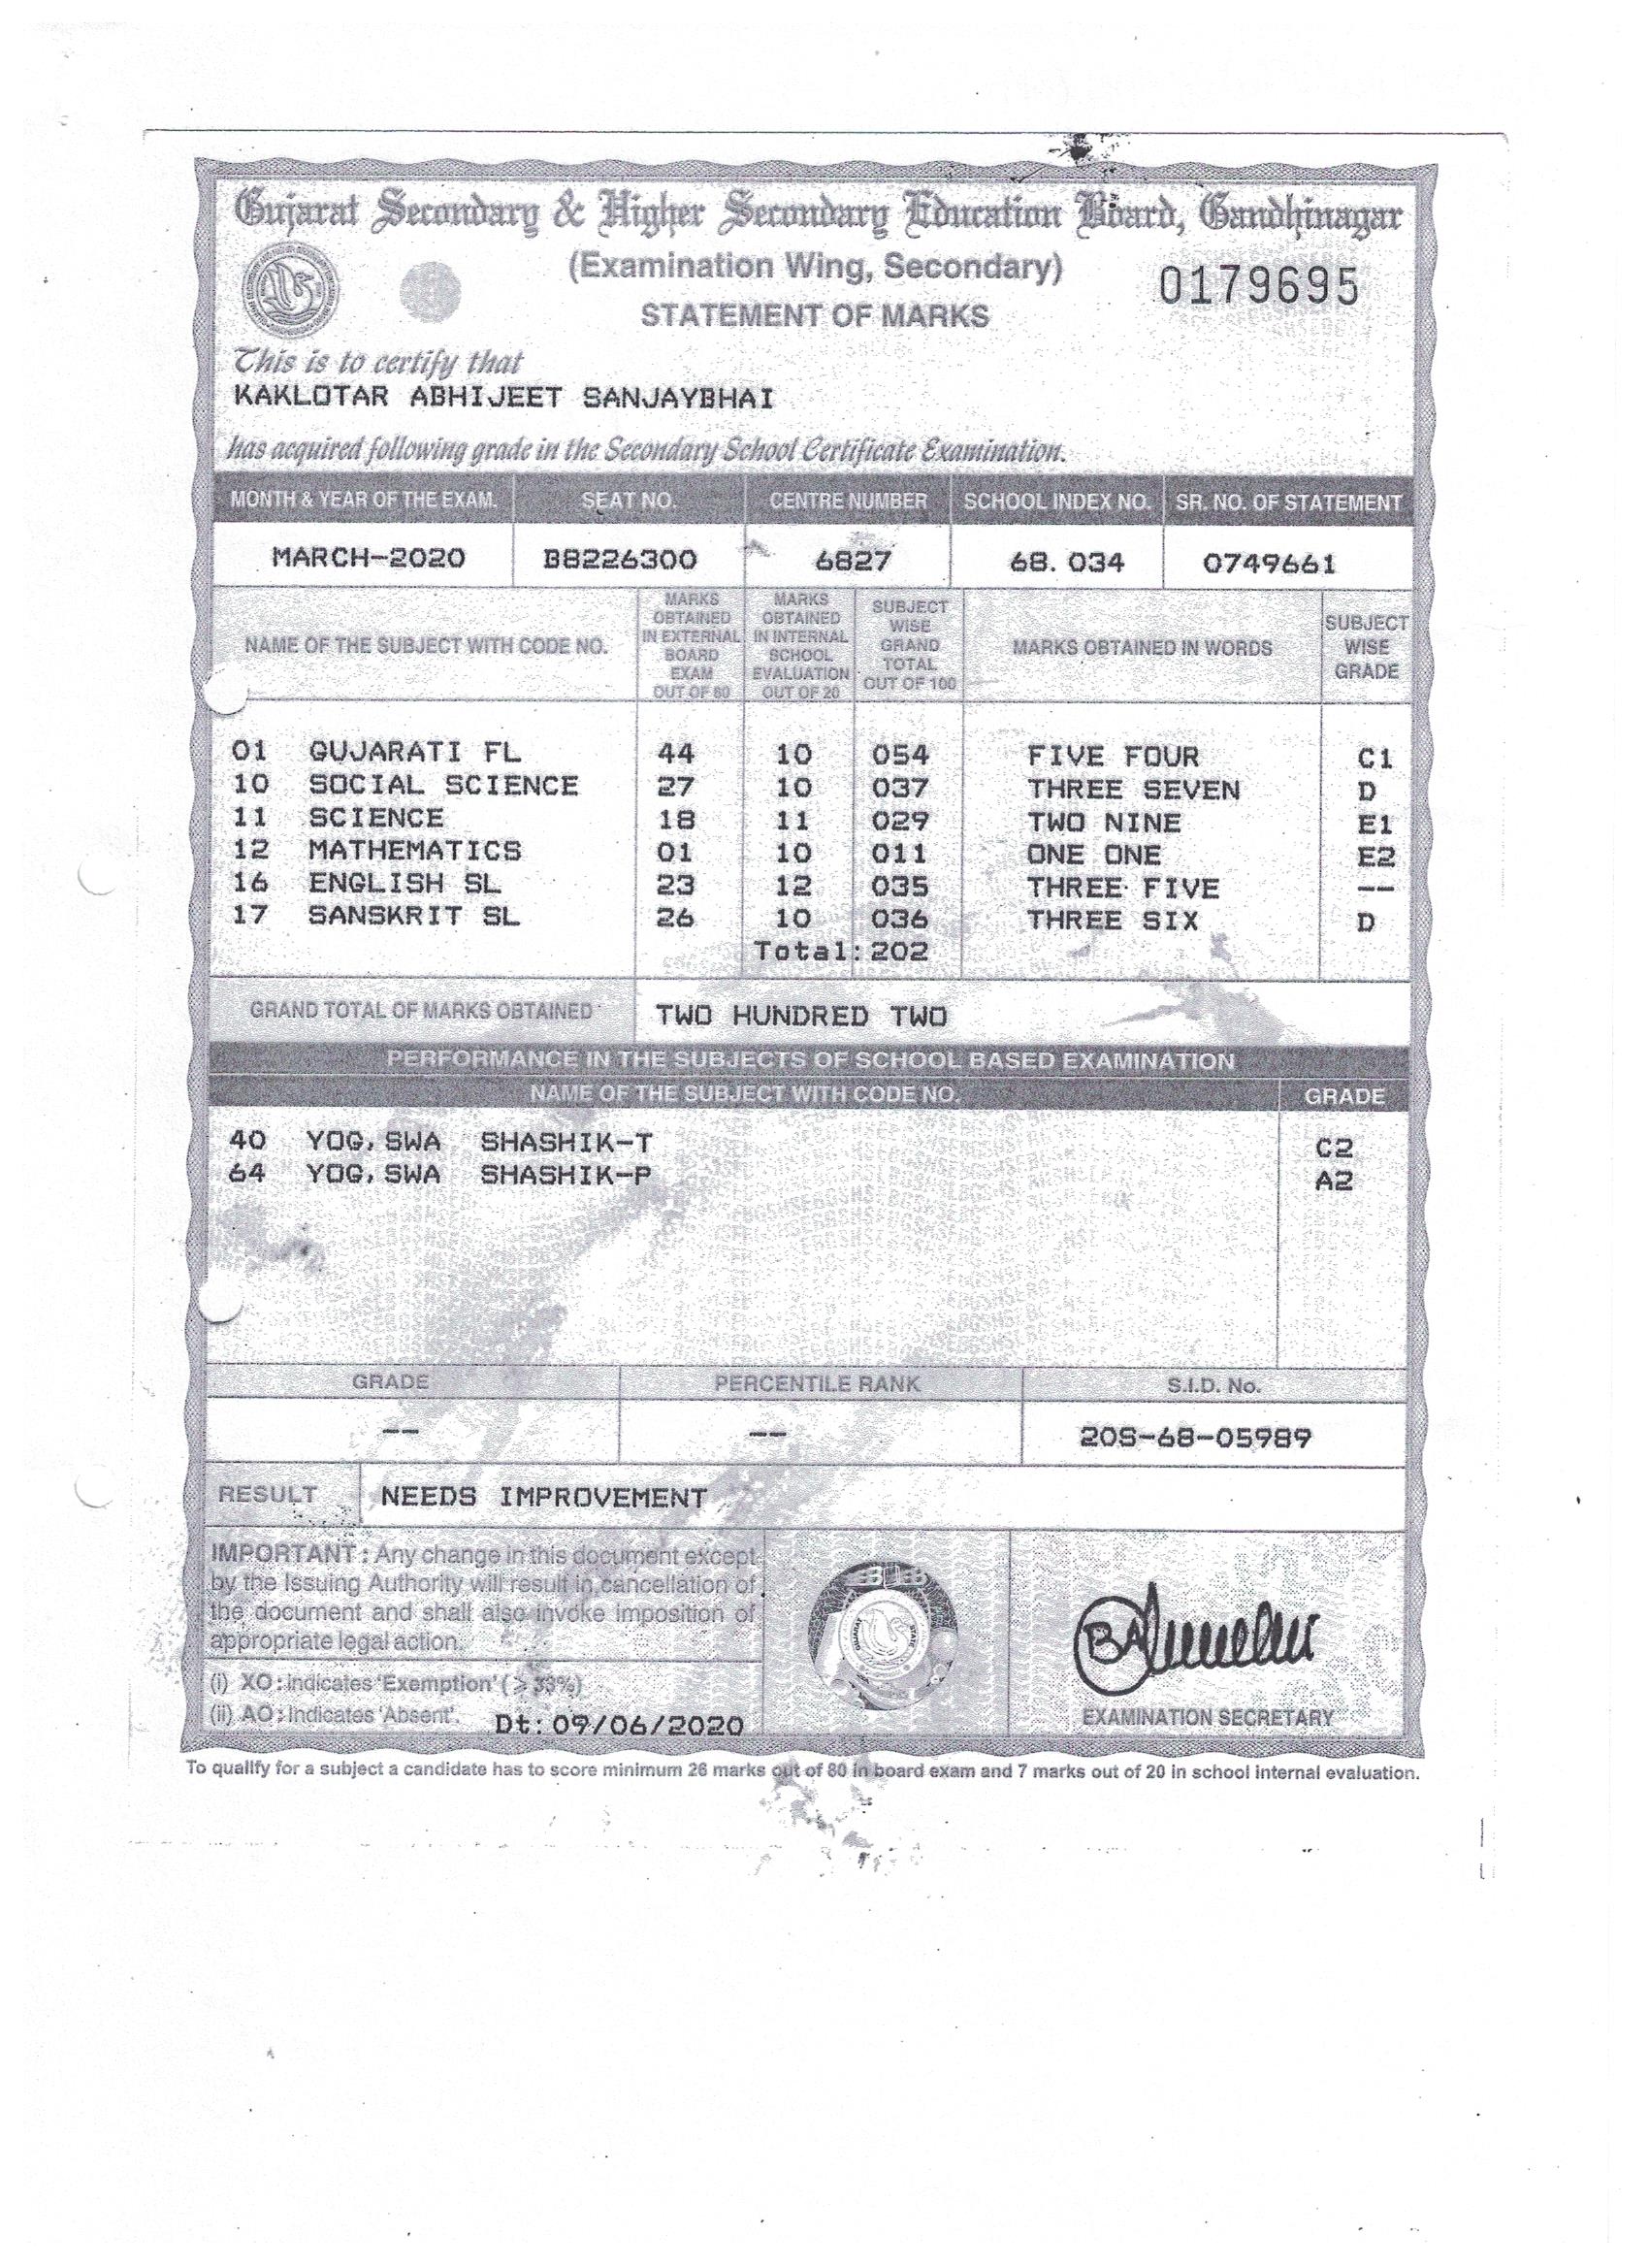 Gujarat Secondary & Higher Secondary Education Board, Gandhinagar
(Examination Wing, Secondary)
0179695
STATEMENT OF MARKS
This is to certify that
KAKLOTAR ABHIJEET SANJAYBHAI
has acquired following grade in the Secondary School Certificate Examination.
MONTH & YEAR OF THE EXAM. SEAT NO. CENTRE NUMBER SCHOOL INDEX NO. SR. NO. OF STATEMENT
MARCH-2020 B8226300 6827 68.034 0749661
NAME OF THE SUBJECT WITH CODE NO. MARKS OBTAINED IN EXTERNAL BOARD EXAM OUT OF 80 MARKS OBTAINED IN INTERNAL SCHOOL EVALUATION OUT OF 20 SUBJECT WISE GRAND TOTAL OUT OF 100 MARKS OBTAINED IN WORDS SUBJECT WISE GRADE
01 GUJARATI FL 44 10 054 FIVE FOUR C1
10 SOCIAL SCIENCE 27 10 037 THREE SEVEN D
11 SCIENCE 18 11 029 TWO NINE E1
12 MATHEMATICS 01 10 011 ONE ONE E2
16 ENGLISH SL 23 12 035 THREE FIVE --
17 SANSKRIT SL 26 10 036 THREE SIX D
Total:202
GRAND TOTAL OF MARKS OBTAINED TWO HUNDRED TWO
PERFORMANCE IN THE SUBJECTS OF SCHOOL BASED EXAMINATION
NAME OF THE SUBJECT WITH CODE NO. GRADE
40 YOG,SWA SHASHIK-T C2
64 YOG,SWA SHASHIK-P A2
GRADE PERCENTILE RANK S.I.D. No.
-- -- 20S-68-05989
RESULT NEEDS IMPROVEMENT
IMPORTANT : Any change in this document except
by the Issuing Authority will result in cancellation of
the document and shall also invoke imposition of
appropriate legal action.
(i) XO : Indicates 'Exemption' (≥ 33%)
(ii) AO : Indicates 'Absent'. Dt:09/06/2020
EXAMINATION SECRETARY
To qualify for a subject a candidate has to score minimum 26 marks out of 80 in board exam and 7 marks out of 20 in school internal evaluation.